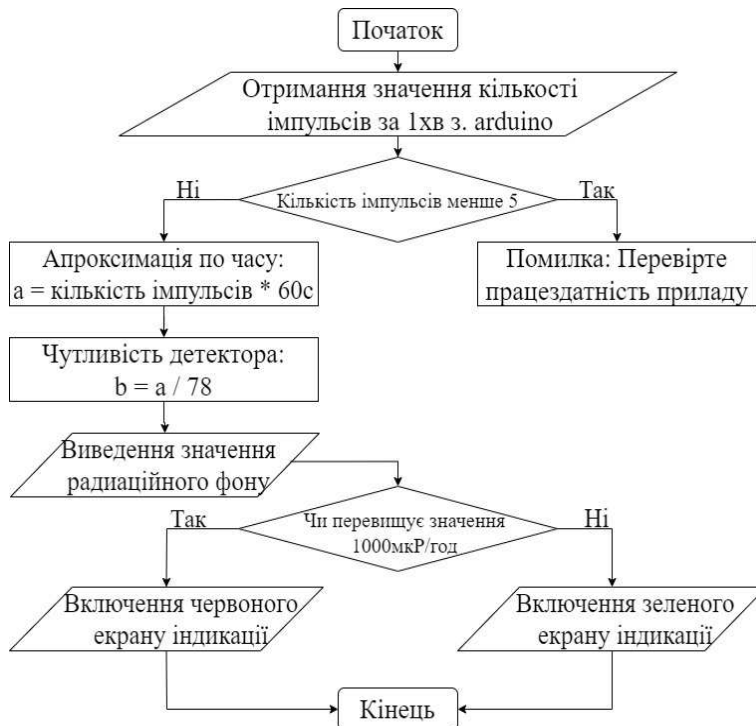 Початок
Отримання значення кількості
імпульсів за 1хв з. arduino
Ні
Кількість імпульсів менше 5
Так
Апроксимація по часу:
а = кількість імпульсів * 60с
Помилка: Перевірте
працездатність приладу
Чутливість детектора:
b = a / 78
Виведення значення
радиаційного фону
Так
Чи перевищує значення
1000мкР/год
Ні
Включення червоного
екрану індикації
Включення зеленого
екрану індикації
Кінець